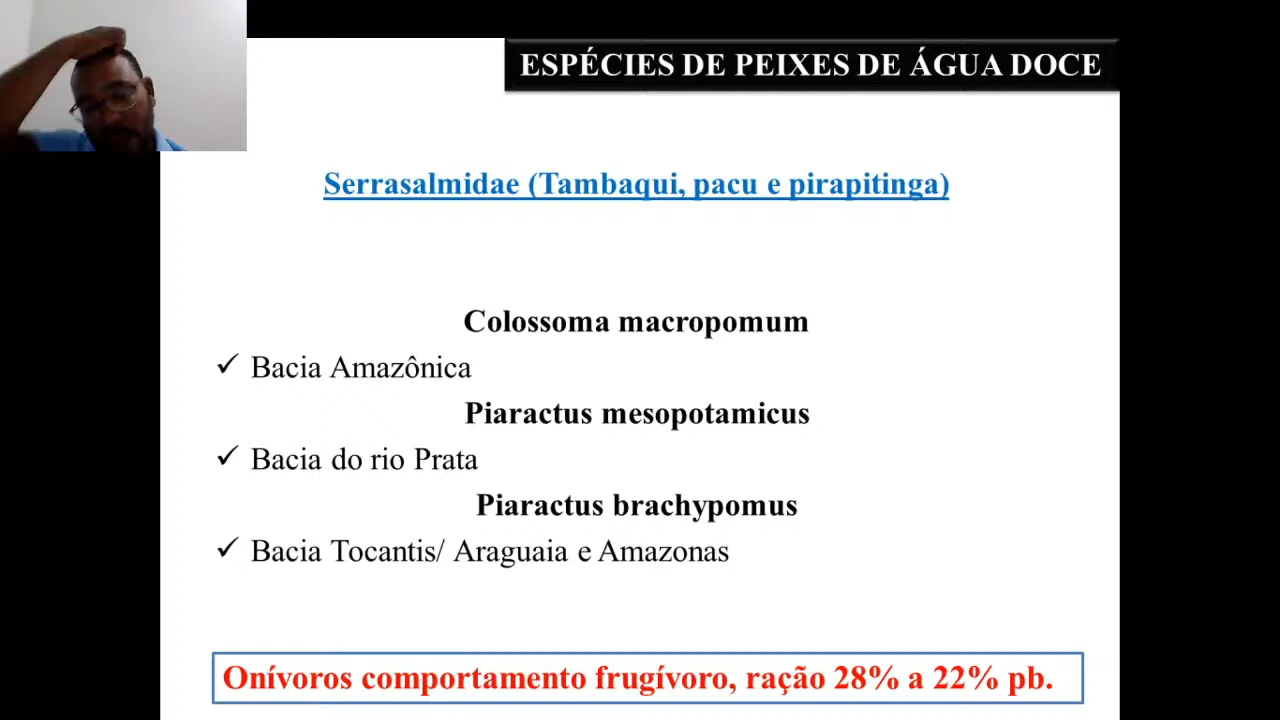 ESPÉCIES DE PEIXES DE ÁGUA DOCE
Serrasalmidae (Tambaqui, pacu e pirapitinga)
Colossoma macropomum
✓ Bacia Amazônica
Piaractus mesopotamicus
✓ Bacia do rio Prata
Piaractus brachypomus
✓ Bacia Tocantis/ Araguaia e Amazonas
Onívoros comportamento frugívoro, ração 28% a 22% pb.